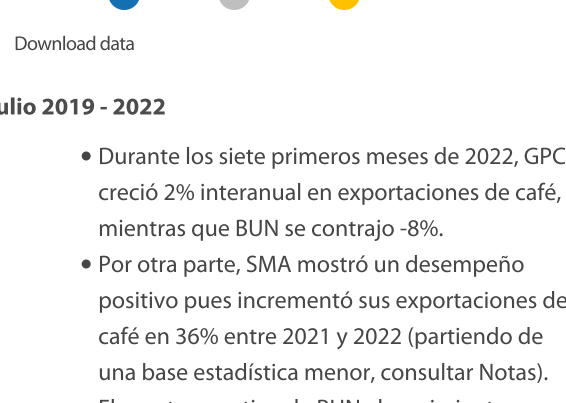 Download data
ulio 2019 - 2022
• Durante los siete primeros meses de 2022, GPC
creció 2% interanual en exportaciones de café,
mientras que BUN se contrajo -8%.
• Por otra parte, SMA mostró un desempeño
positivo pues incrementó sus exportaciones de
café en 36% entre 2021 y 2022 (partiendo de
una base estadística menor, consultar Notas).